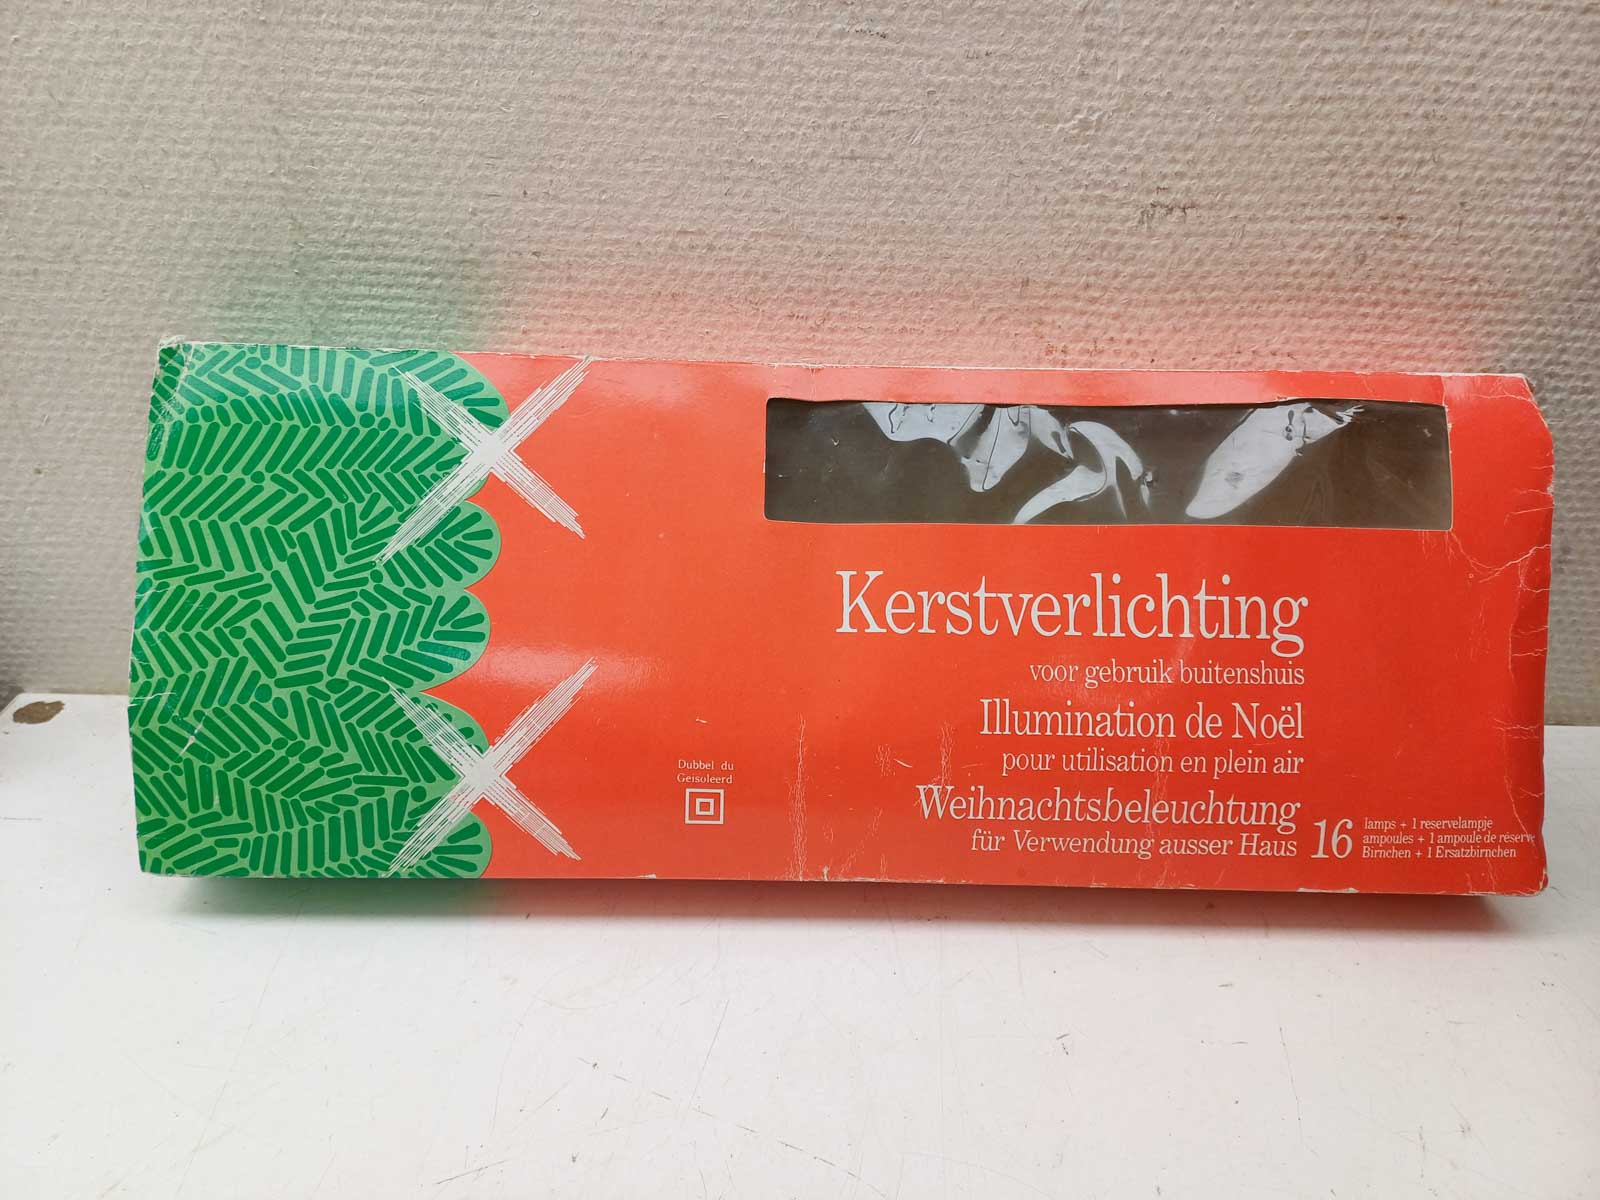 Kerstverlichting
voor gebruik buitenshuis
Illumination de Noël
pour utilisation en plein air
Weihnachtsbeleuchtung
für Verwendung ausser Haus
16
lamps + 1 reservelampje
ampoules + 1 ampoule de réserve
Birnchen + 1 Ersatzbirnchen
Dubbel du
Geisoleerd